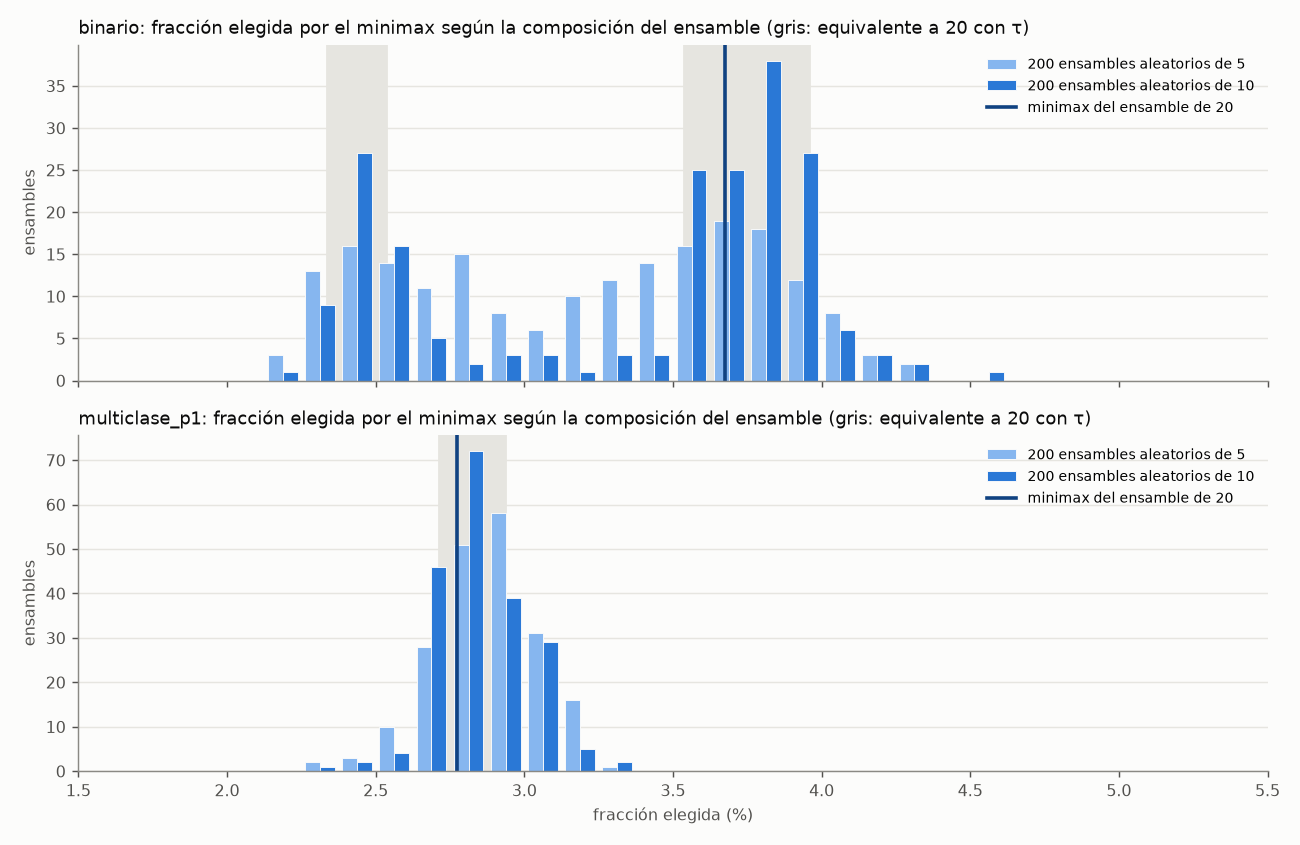 binario: fracción elegida por el minimax según la composición del ensamble (gris: equivalente a 20 con τ)
200 ensambles aleatorios de 5
200 ensambles aleatorios de 10
minimax del ensamble de 20
ensambles
35
30
25
20
15
10
5
0
multiclase_p1: fracción elegida por el minimax según la composición del ensamble (gris: equivalente a 20 con τ)
200 ensambles aleatorios de 5
200 ensambles aleatorios de 10
minimax del ensamble de 20
ensambles
70
60
50
40
30
20
10
0
1.5 2.0 2.5 3.0 3.5 4.0 4.5 5.0 5.5
fracción elegida (%)